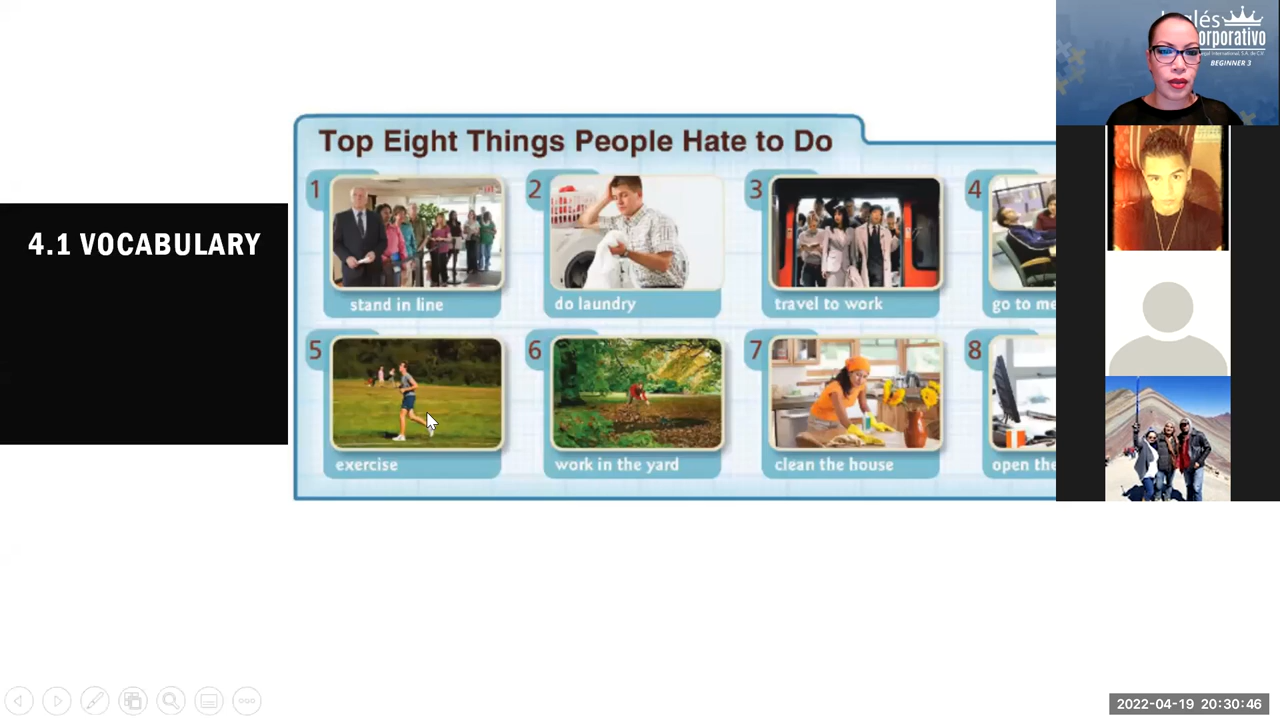 Inglés
Corporativo
BEGINNER 3
Top Eight Things People Hate to Do
4.1 VOCABULARY
1 2 3 4
stand in line do laundry travel to work go to me
5 6 7 8
exercise work in the yard clean the house open the
2022-04-19 20:30:46